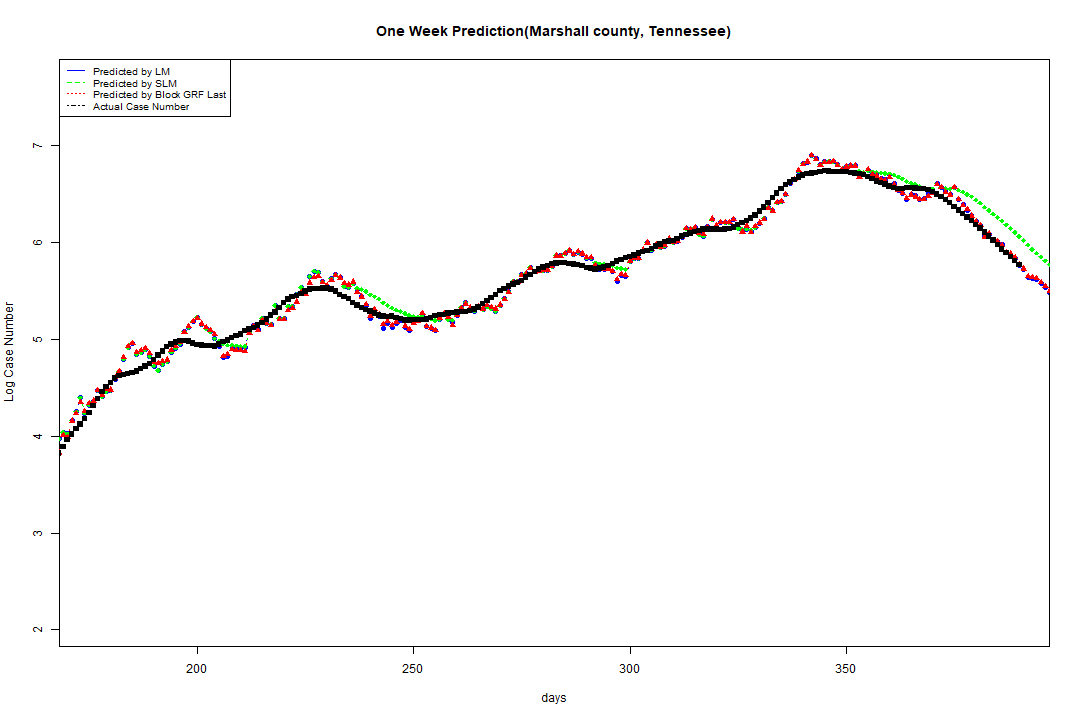 One Week Prediction(Marshall county, Tennessee)
Predicted by LM
Predicted by SLM
Predicted by Block GRF Last
Actual Case Number
7
6
5
4
3
2
Log Case Number
200
250
300
350
days